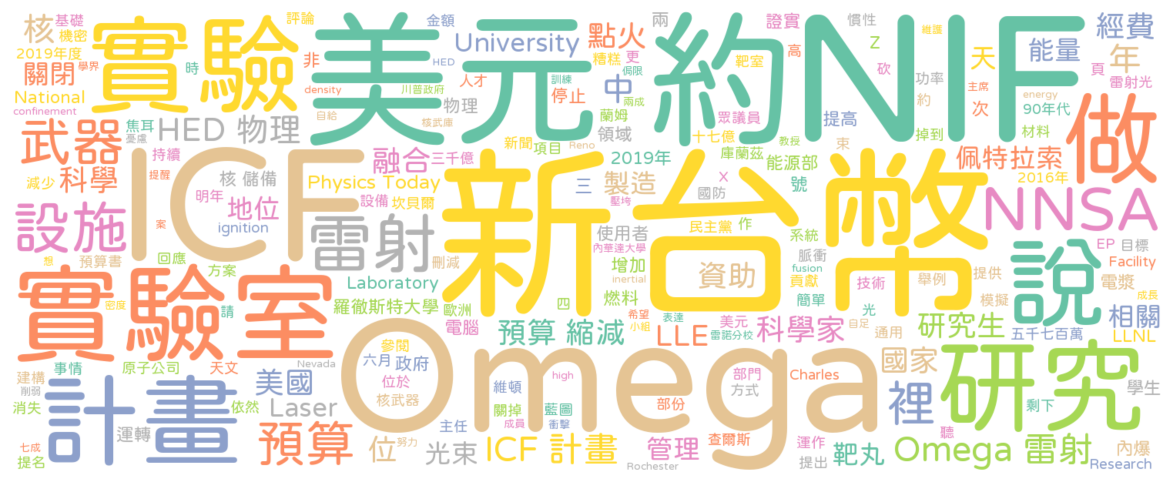 核 基礎 機密 實驗 評論 美元 約 NIF 金額 University 點火 兩 證實 慣性 Z 經費
2019年度 學界 關閉 時 非 HED 糟糕 更 靶室 高 砍 天 能量 年
National confinement density 川普政府 人才 訓練 停止 侷限 中 兩成 功率 頁 雷射光 維護
武器 焦耳 憂慮 HED 物理 自給 核武庫 物理 蘭姆 領域 眾議員 約 提高 次 主席 energy 90年代 做
持續 ICF 融合 三千億 新聞 項目 Reno 十七億 2019年 庫蘭茲 教授 能源部 束 號 掉到 材料 佩特拉索
減少 科學 提醒 明年 核 儲備 Physics Today 新台幣 製造 三 X 國防 2016年
設施 案 地位 ignition 雷射 設備 坎貝爾 使用者 壓垮 民主黨 作 系統 NNSA
想 預算書 回應 方案 刪減 內華達大學 EP 目標 說
Laboratory 增加 inertial 資助 fusion 脈衝 貢獻 舉例 提供 Facility 電漿
實驗室 密度 請 羅徹斯特大學 歐洲 四 燃料 希望 美元 表達 簡單 技術 模擬 成長
電腦 預算 縮減 小組 LLE 雷諾分校 科學家 自足 光 通用 研究生 相關 五千七百萬 LLNL
建構 事情 原子公司 天文 Nevada 參閱 六月 政府 Omega 國家 研究
削弱 計畫 美國 位於 high 維頓 藍圖 部門 Charles 裡 學生
消失 依然 Laser 核武器 關掉 衝擊 部份 方式 剩下
運轉 預算 位 努力 主任 成員 管理 查爾斯 運作 聽
七成 提名 光束 ICF 計畫 Rochester 提出 靶丸 Omega 雷射 內爆 Research